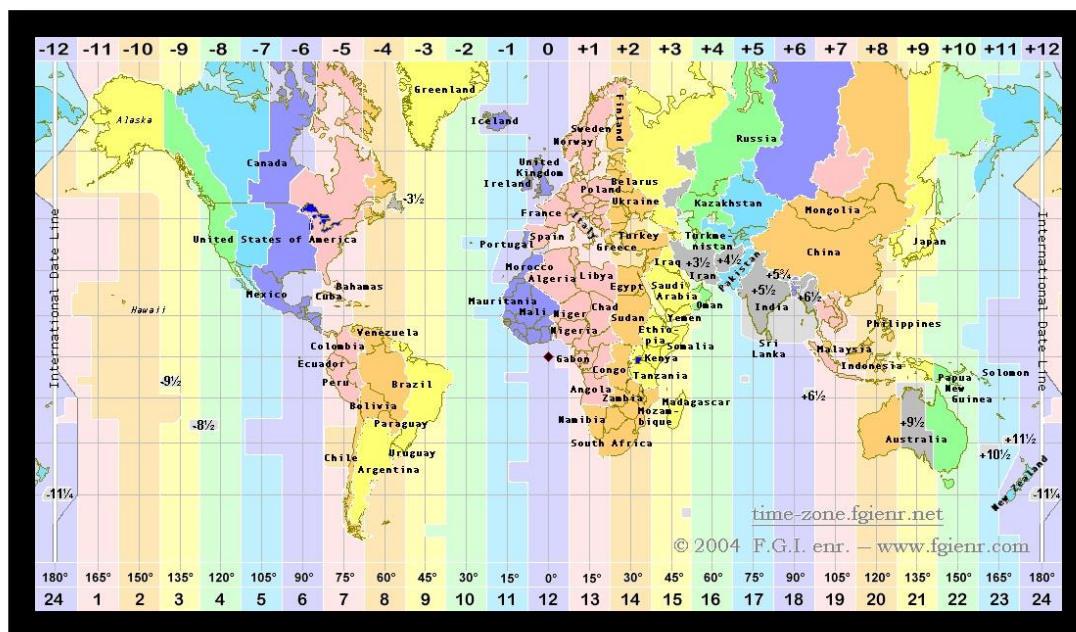 -12 -11 -10 -9 -8 -7 -6 -5 -4 -3 -2 -1 0 +1 +2 +3 +4 +5 +6 +7 +8 +9 +10 +11 +12
Greenland
Alaska
Iceland
Finland
Sweden
Norway
Russia
Canada
United
Kingdom
Ireland
Belarus
Poland
Ukraine
Kazakhstan
Mongolia
-3½
France
Italy
United States of America
Portugal
Spain
Greece
Turkey
Turkme-
nistan
China
Japan
International Date Line
International Date Line
Morocco
Algeria
Libya
Egypt
Iraq
+3½
Iran
+4½
Pakistan
+5¾
+5½
India
+6½
Mexico
Bahamas
Cuba
Hawaii
Mauritania
Mali
Niger
Chad
Sudan
Saudi
Arabia
Oman
Yemen
Nigeria
Ethio-
pia
Somalia
Sri
Lanka
Philippines
Venezuela
Colombia
Ecuador
Gabon
Kenya
Congo
Tanzania
Malaysia
Indonesia
Papua
New
Guinea
Solomon
-9½
Peru
Brazil
Bolivia
Angola
Zambia
Mozam-
bique
Madagascar
+6½
-8½
Paraguay
Namibia
South Africa
+9½
Australia
+11½
+10½
Chile
Uruguay
Argentina
New Zealand
-11¼
-11¼
time-zone.fgienr.net
© 2004 F.G.I. enr. – www.fgienr.com
180° 165° 150° 135° 120° 105° 90° 75° 60° 45° 30° 15° 0° 15° 30° 45° 60° 75° 90° 105° 120° 135° 150° 165° 180°
24 1 2 3 4 5 6 7 8 9 10 11 12 13 14 15 16 17 18 19 20 21 22 23 24